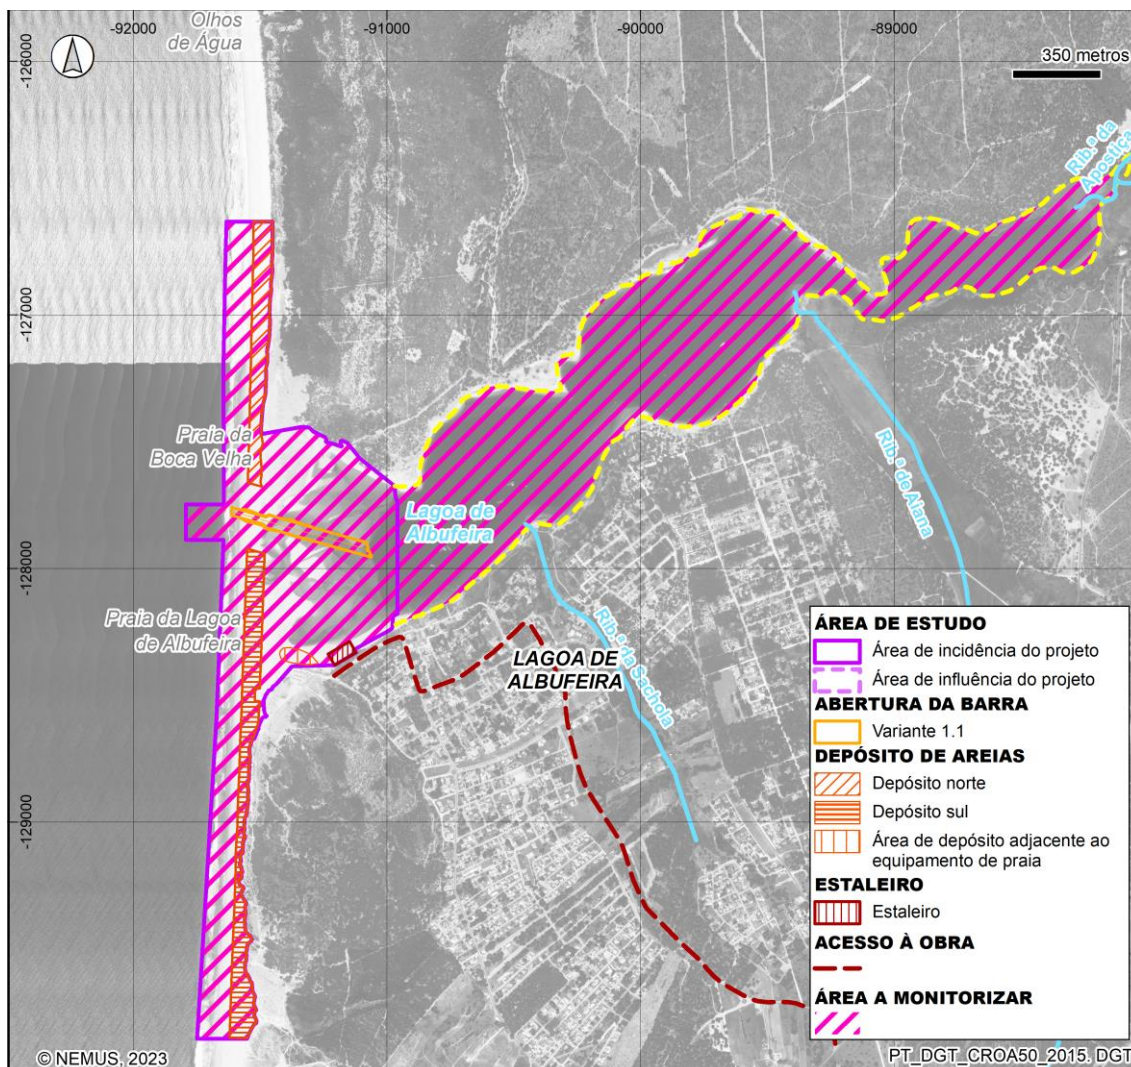 Olhos
de Água
-92000
-91000
-90000
-89000
-126000
350 metros
Rib.ª da
Apostiça
-127000
Praia da
Boca Velha
Lagoa de
Albufeira
Rib.ª de Aiana
-128000
Praia da Lagoa
de Albufeira
LAGOA DE
ALBUFEIRA
Rib.ª da Sachola
-129000
ÁREA DE ESTUDO
Área de incidência do projeto
Área de influência do projeto
ABERTURA DA BARRA
Variante 1.1
DEPÓSITO DE AREIAS
Depósito norte
Depósito sul
Área de depósito adjacente ao
equipamento de praia
ESTALEIRO
Estaleiro
ACESSO À OBRA
ÁREA A MONITORIZAR
© NEMUS, 2023
PT_DGT_CROA50_2015. DGT